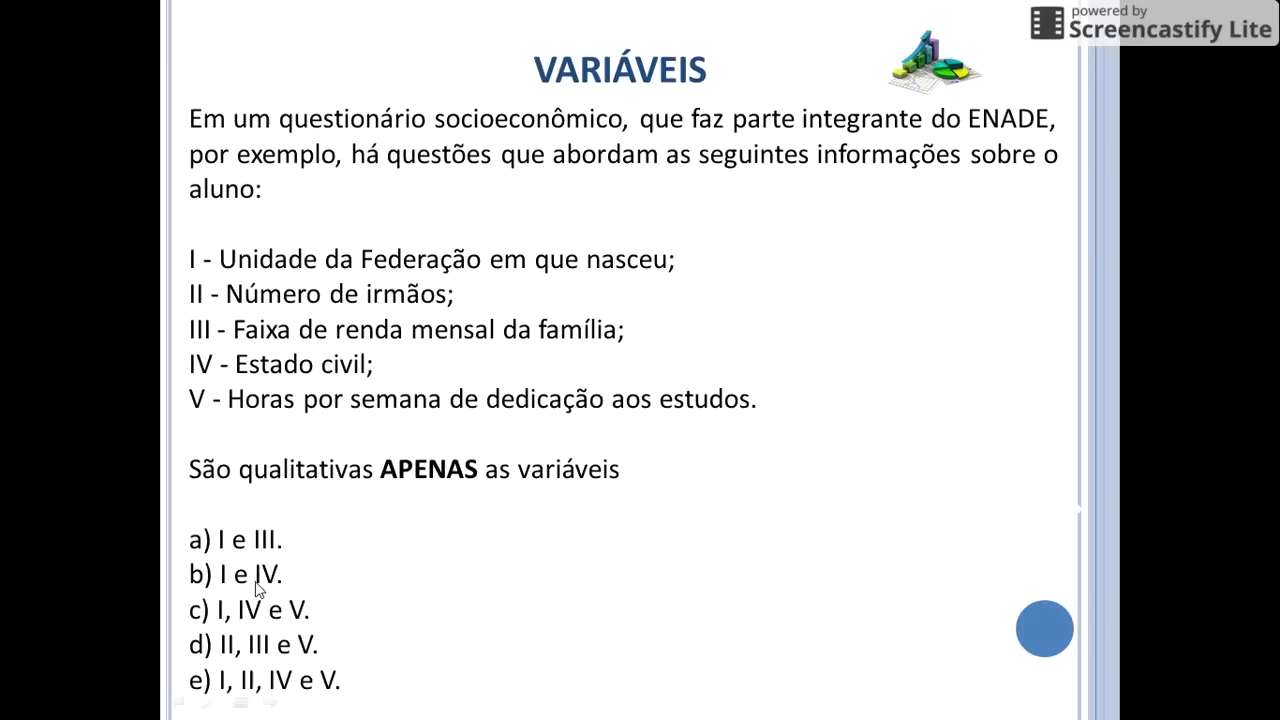 powered by
Screencastify Lite
VARIÁVEIS
Em um questionário socioeconômico, que faz parte integrante do ENADE,
por exemplo, há questões que abordam as seguintes informações sobre o
aluno:
I - Unidade da Federação em que nasceu;
II - Número de irmãos;
III - Faixa de renda mensal da família;
IV - Estado civil;
V - Horas por semana de dedicação aos estudos.
São qualitativas APENAS as variáveis
a) I e III.
b) I e IV.
c) I, IV e V.
d) II, III e V.
e) I, II, IV e V.